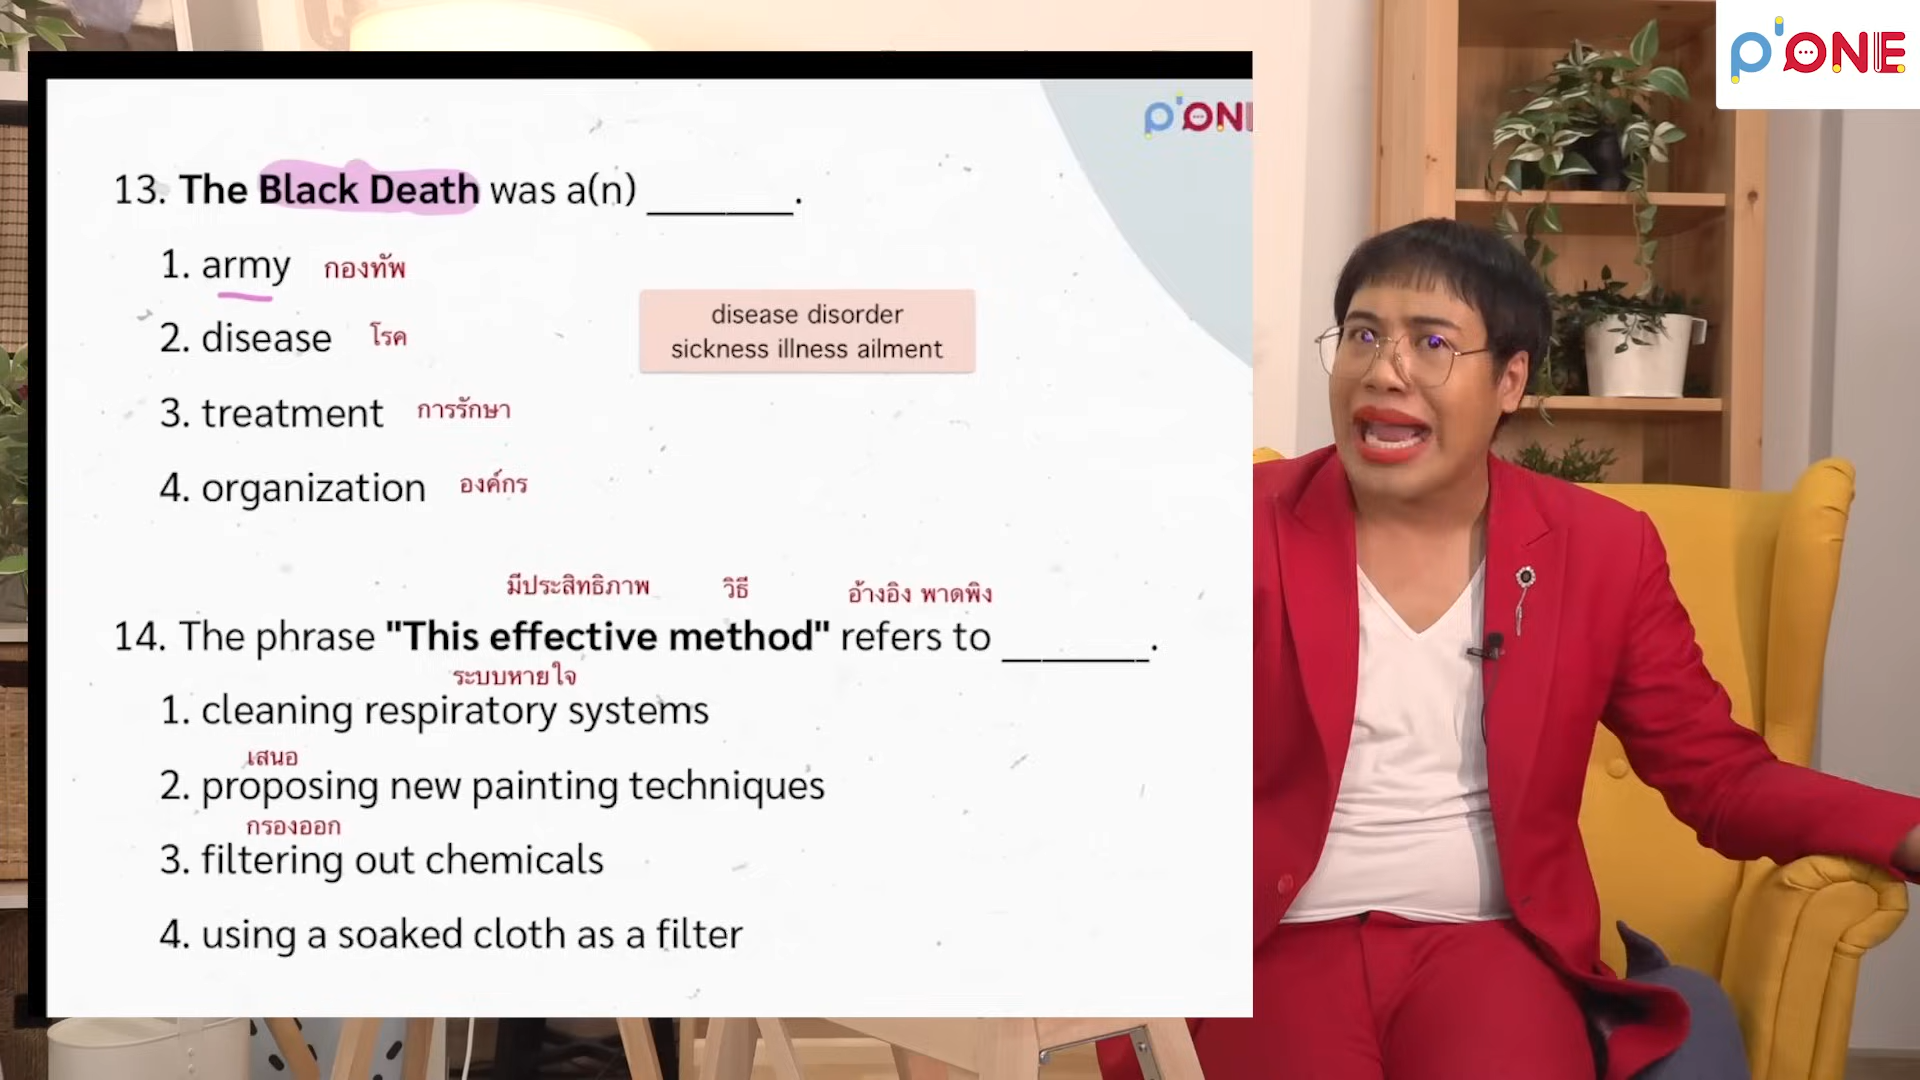 P'ONE
P'ON
13. The Black Death was a(n) _______.
1. army กองทัพ
2. disease โรค
disease disorder
sickness illness ailment
3. treatment การรักษา
4. organization องค์กร
มีประสิทธิภาพ วิธี อ้างอิง พาดพิง
14. The phrase "This effective method" refers to _______.
ระบบหายใจ
1. cleaning respiratory systems
เสนอ
2. proposing new painting techniques
กรองออก
3. filtering out chemicals
4. using a soaked cloth as a filter